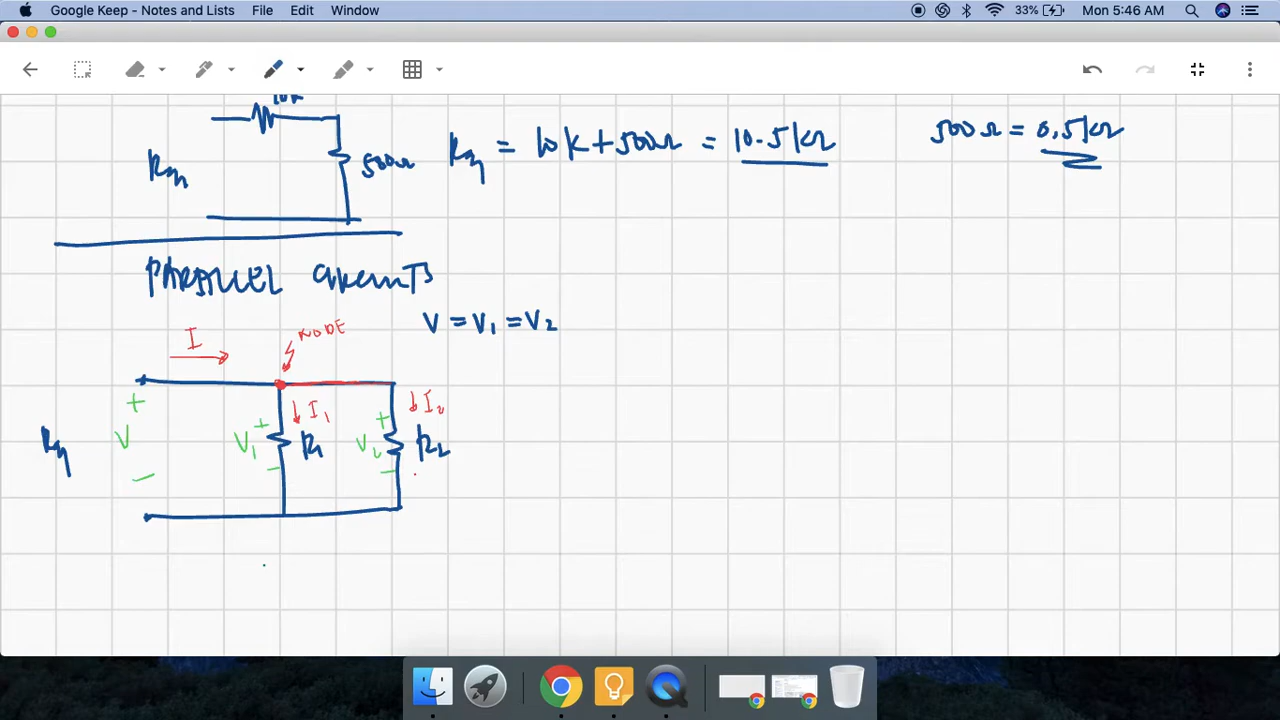 Google Keep - Notes and Lists File Edit Window 33% Mon 5:46 AM
10k
500Ω
Req
Req = 10K + 500Ω = 10.5kΩ
500Ω = 0.5kΩ
PARALLEL CIRCUITS
V = V1 = V2
I
NODE
I1
I2
+ + +
V V1 V2
- - -
Req R1 R2